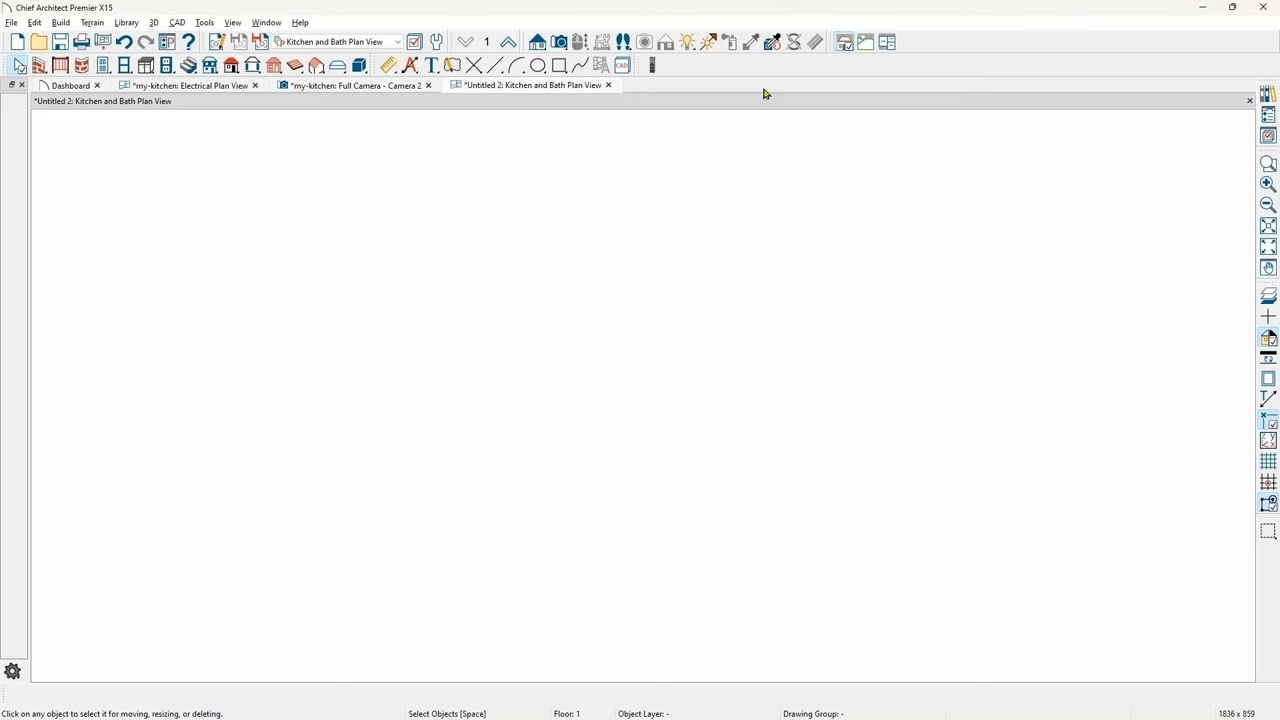 Chief Architect Premier X15
File Edit Build Terrain Library 3D CAD Tools View Window Help
Kitchen and Bath Plan View 1
CAD
Dashboard *my-kitchen: Electrical Plan View *my-kitchen: Full Camera - Camera 2 *Untitled 2: Kitchen and Bath Plan View
*Untitled 2: Kitchen and Bath Plan View
Click on any object to select it for moving, resizing, or deleting. Select Objects [Space] Floor: 1 Object Layer: - Drawing Group: - 1836 x 859